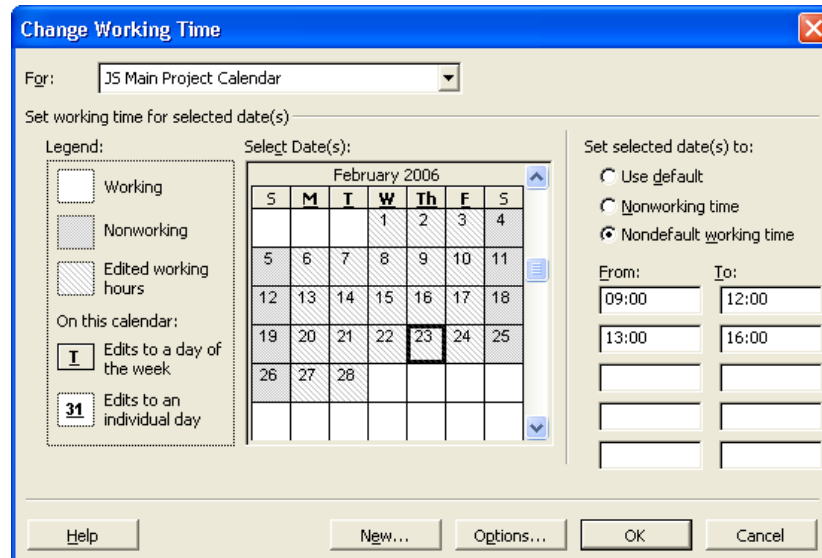 Change Working Time
For: JS Main Project Calendar
Set working time for selected date(s)
Legend:
Working
Nonworking
Edited working
hours
On this calendar:
T Edits to a day of
the week
31 Edits to an
individual day
Select Date(s):
February 2006
S M T W Th F S
1 2 3 4
5 6 7 8 9 10 11
12 13 14 15 16 17 18
19 20 21 22 23 24 25
26 27 28
Set selected date(s) to:
Use default
Nonworking time
Nondefault working time
From: To:
09:00 12:00
13:00 16:00
Help New... Options... OK Cancel